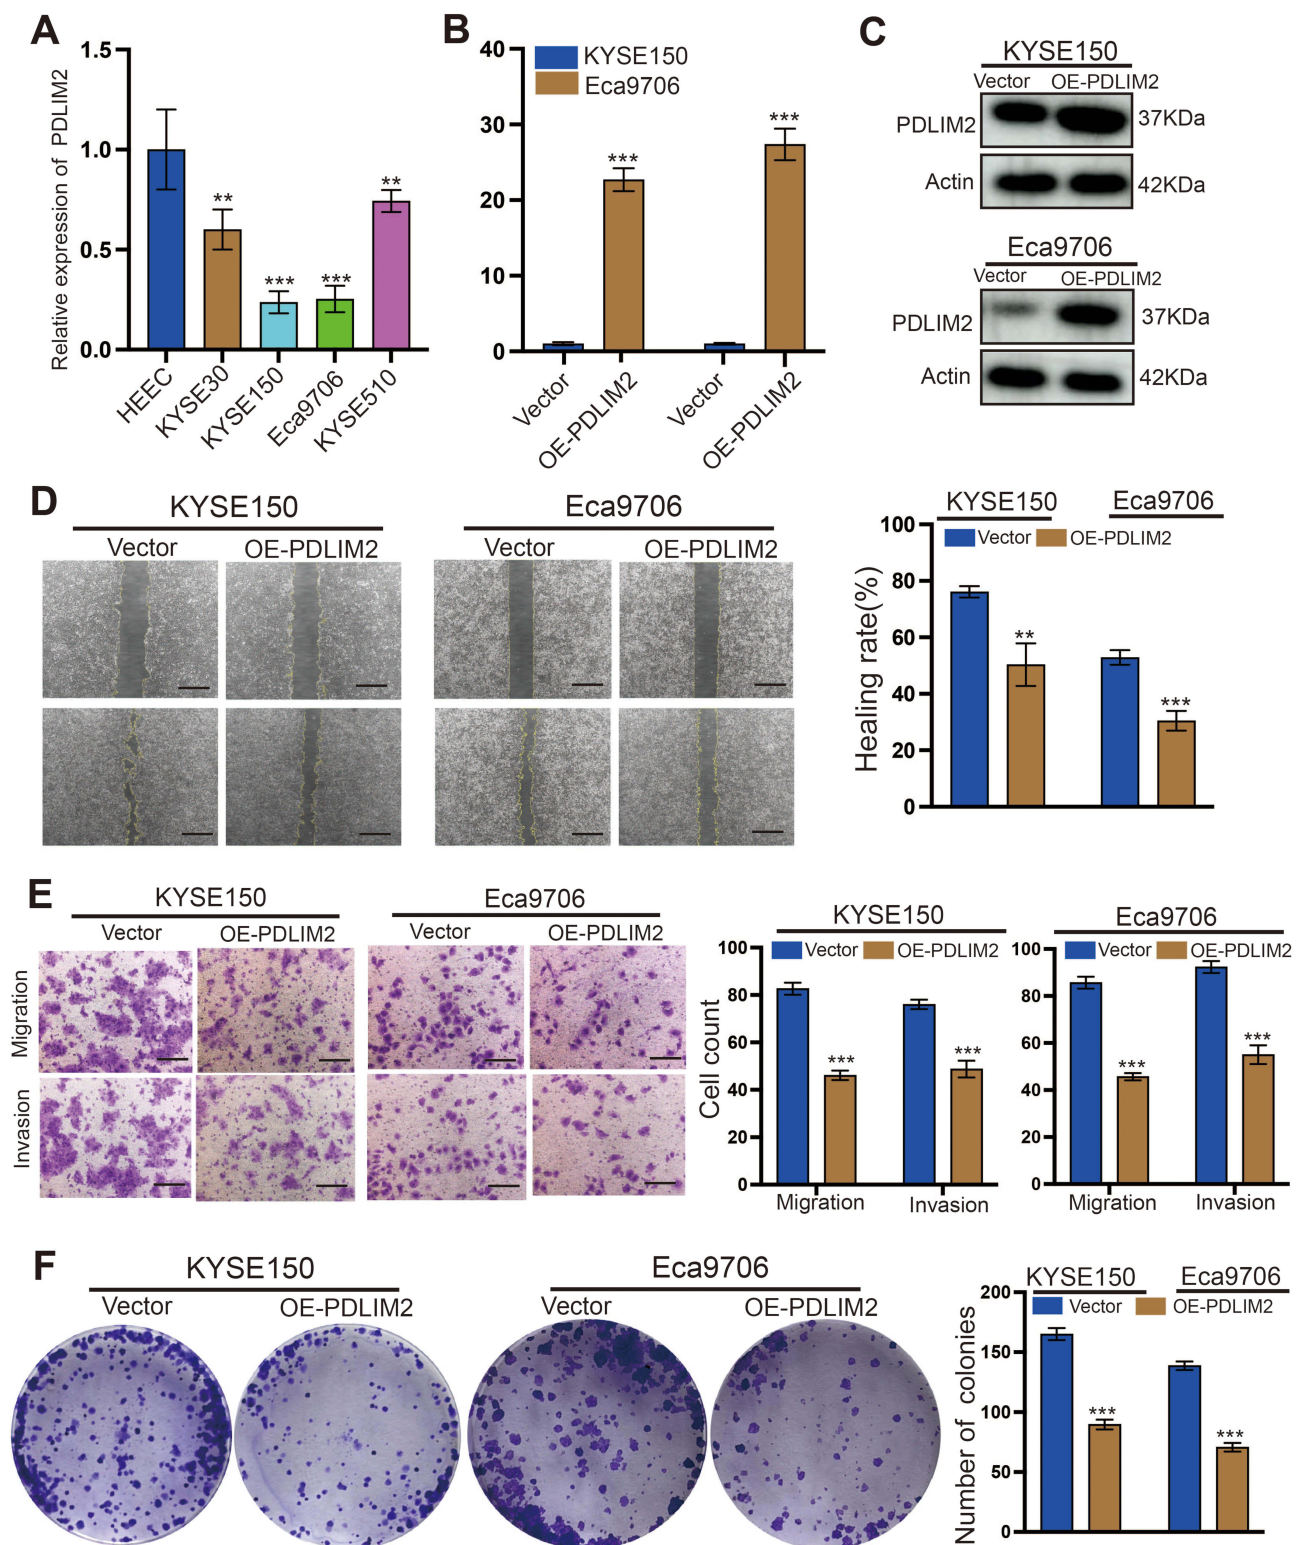 A
Relative expression of PDLIM2
1.5
1.0
0.5
0.0
**
***
***
**
HEEC
KYSE30
KYSE150
Eca9706
KYSE510
B
40
30
20
10
0
KYSE150
Eca9706
***
***
Vector
OE-PDLIM2
Vector
OE-PDLIM2
C
KYSE150
Vector OE-PDLIM2
PDLIM2 37KDa
Actin 42KDa
Eca9706
Vector OE-PDLIM2
PDLIM2 37KDa
Actin 42KDa
D
KYSE150
Vector OE-PDLIM2
Eca9706
Vector OE-PDLIM2
KYSE150 Eca9706
Vector OE-PDLIM2
Healing rate(%)
100
80
60
40
20
0
**
***
E
KYSE150
Vector OE-PDLIM2
Eca9706
Vector OE-PDLIM2
Migration
Invasion
KYSE150
Vector OE-PDLIM2
Cell count
100
80
60
40
20
0
***
***
Migration Invasion
Eca9706
Vector OE-PDLIM2
100
80
60
40
20
0
***
***
Migration Invasion
F
KYSE150
Vector OE-PDLIM2
Eca9706
Vector OE-PDLIM2
KYSE150 Eca9706
Vector OE-PDLIM2
Number of colonies
200
150
100
50
0
***
***